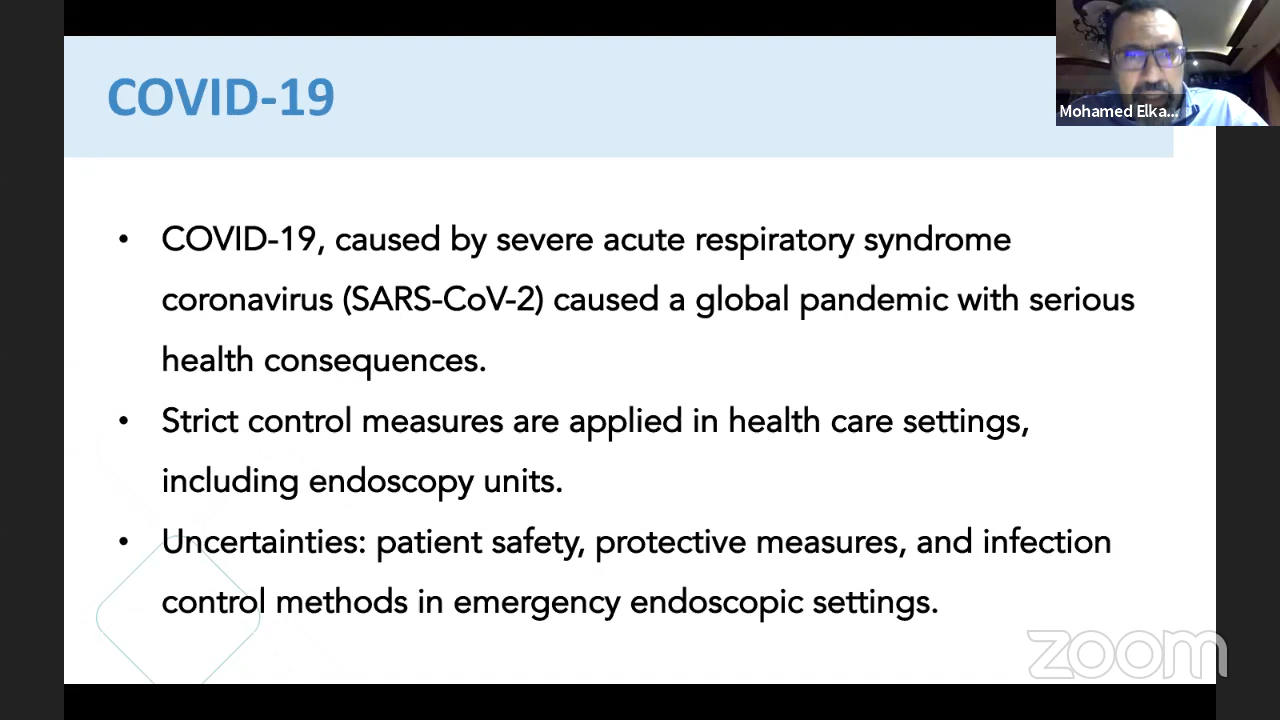 COVID-19
Mohamed Elka...
• COVID-19, caused by severe acute respiratory syndrome
coronavirus (SARS-CoV-2) caused a global pandemic with serious
health consequences.
• Strict control measures are applied in health care settings,
including endoscopy units.
• Uncertainties: patient safety, protective measures, and infection
control methods in emergency endoscopic settings.
zoom